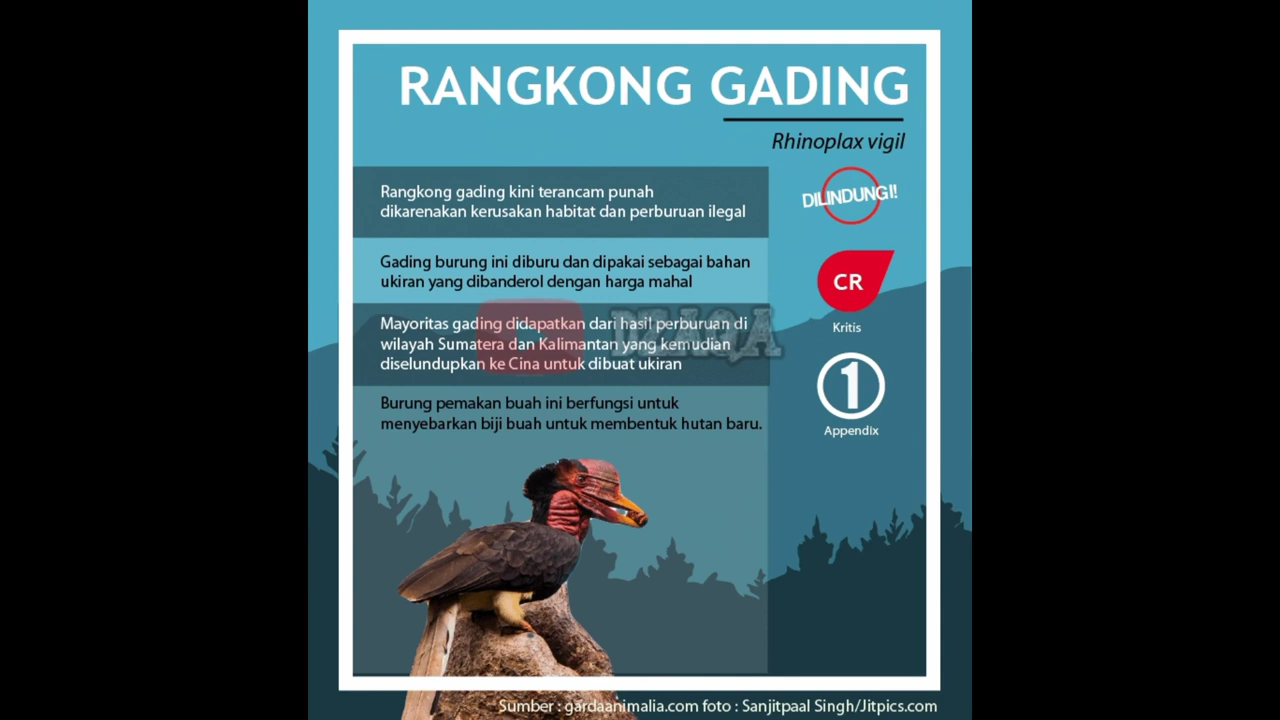 RANGKONG GADING
Rhinoplax vigil
Rangkong gading kini terancam punah
dikarenakan kerusakan habitat dan perburuan ilegal
DILINDUNGI!
Gading burung ini diburu dan dipakai sebagai bahan
ukiran yang dibanderol dengan harga mahal
CR
Kritis
Mayoritas gading didapatkan dari hasil perburuan di
wilayah Sumatera dan Kalimantan yang kemudian
diselundupkan ke Cina untuk dibuat ukiran
DZAQA
1
Appendix
Burung pemakan buah ini berfungsi untuk
menyebarkan biji buah untuk membentuk hutan baru.
Sumber : gardaanimalia.com foto : Sanjitpaal Singh/Jitpics.com